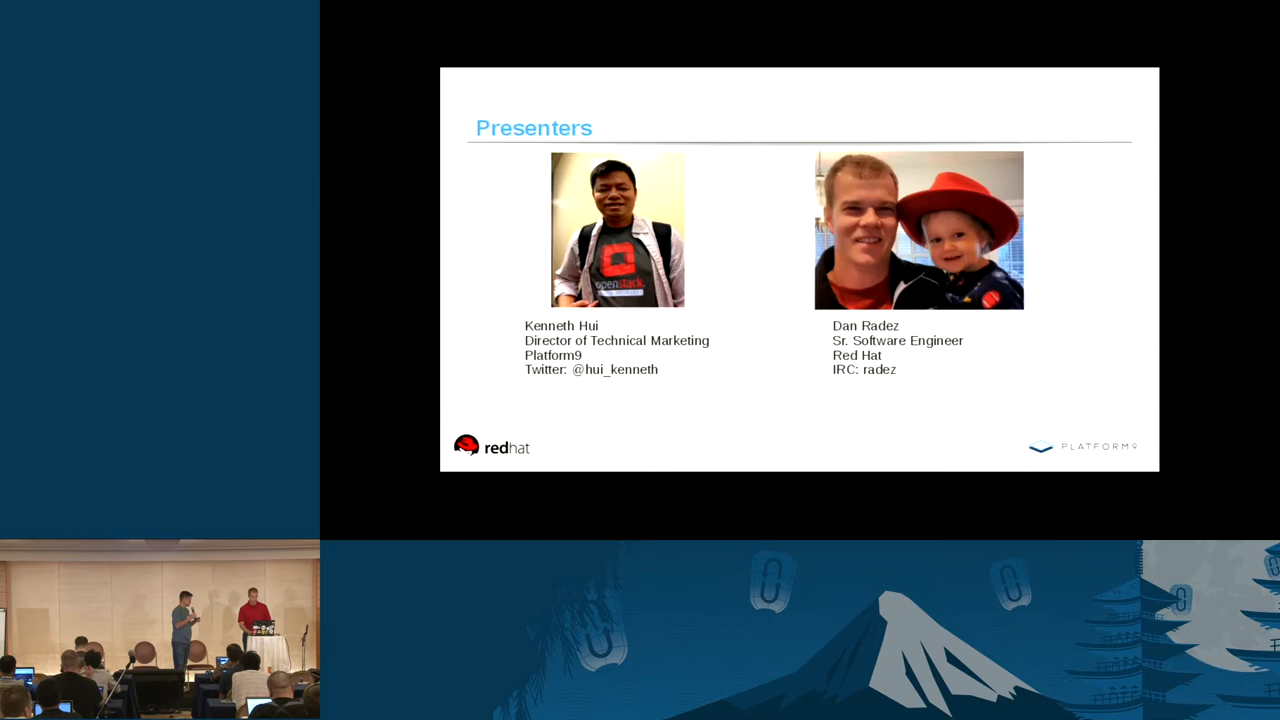 Presenters
openstack.
Kenneth Hui
Director of Technical Marketing
Platform9
Twitter: @hui_kenneth
Dan Radez
Sr. Software Engineer
Red Hat
IRC: radez
redhat
PLATFORM9